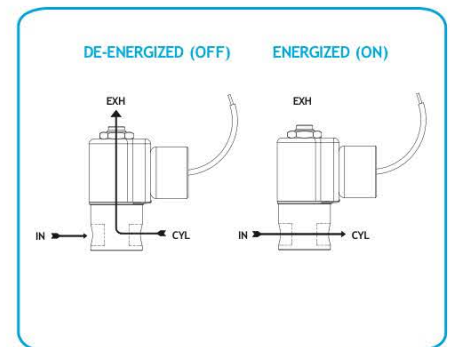 DE-ENERGIZED (OFF) ENERGIZED (ON)
EXH EXH
IN CYL IN CYL